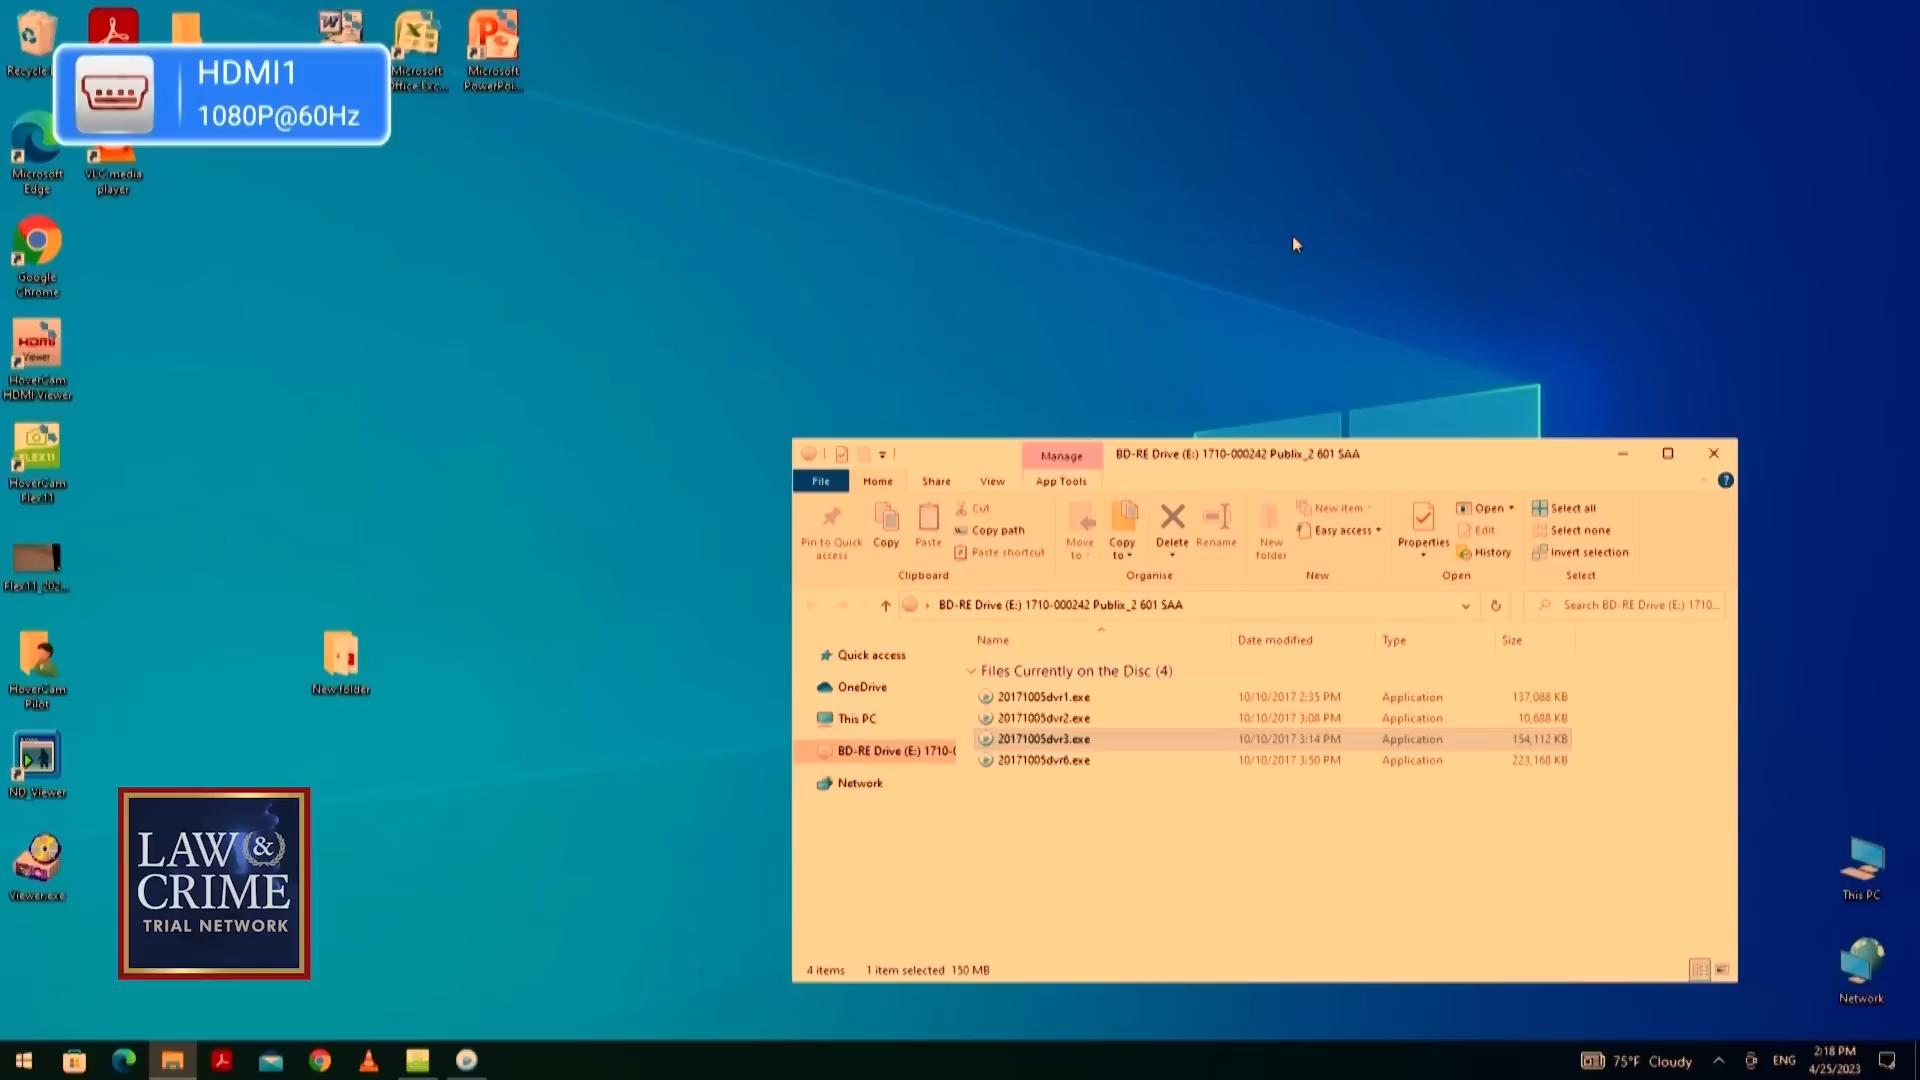 Recycle
Microsoft
Office Exc...
Microsoft
PowerPoi...
HDMI1
1080P@60Hz
Microsoft
Edge
VLC media
player
Google
Chrome
HDMI
Viewer
HoverCam
HDMI Viewer
FLEX11
HoverCam
Flex11
Flex11_202...
HoverCam
Pilot
New folder
ND_Viewer
Viewer.exe
LAW &
CRIME
TRIAL NETWORK
Manage
BD-RE Drive (E:) 1710-000242 Publix_2 601 SAA
File
Home
Share
View
App Tools
Pin to Quick
access
Copy
Paste
Cut
Copy path
Paste shortcut
Clipboard
Move
to
Copy
to
Delete
Rename
Organise
New
folder
New item
Easy access
New
Properties
Open
Edit
History
Open
Select all
Select none
Invert selection
Select
BD-RE Drive (E:) 1710-000242 Publix_2 601 SAA
Search BD-RE Drive (E:) 1710...
Quick access
OneDrive
This PC
BD-RE Drive (E:) 1710-(
Network
Name Date modified Type Size
Files Currently on the Disc (4)
20171005dvr1.exe 10/10/2017 2:35 PM Application 137,088 KB
20171005dvr2.exe 10/10/2017 3:08 PM Application 10,688 KB
20171005dvr3.exe 10/10/2017 3:14 PM Application 154,112 KB
20171005dvr6.exe 10/10/2017 3:50 PM Application 223,168 KB
4 items 1 item selected 150 MB
This PC
Network
75°F Cloudy
ENG
2:18 PM
4/25/2023